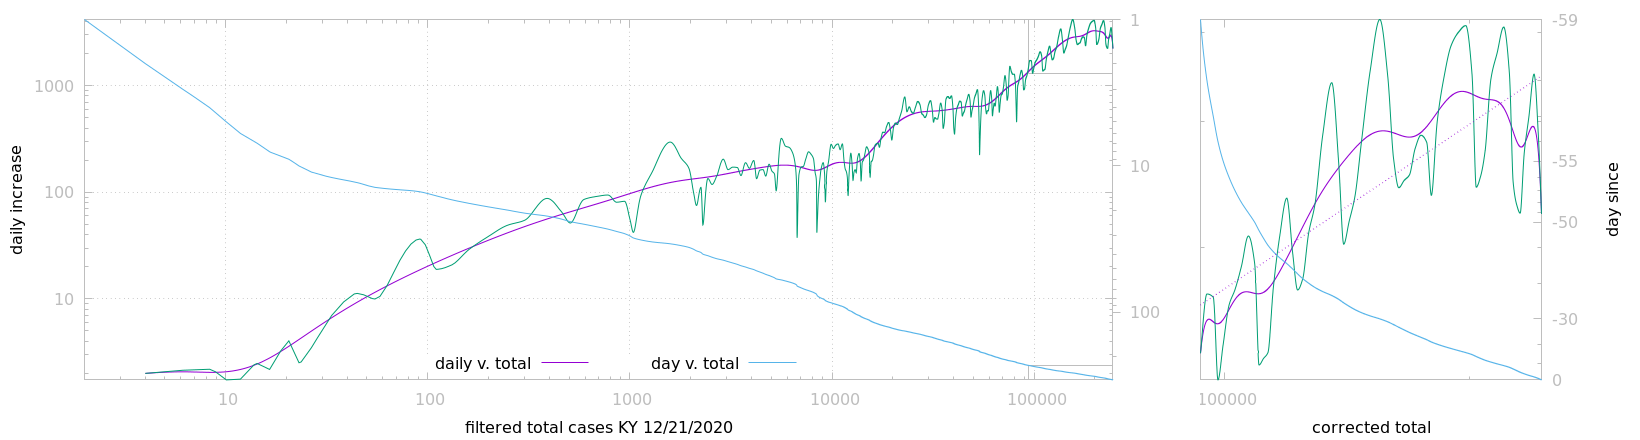 1000
100
10
daily increase
10
100
1000
10000
100000
filtered total cases KY 12/21/2020
daily v. total
day v. total
1
10
100
100000
corrected total
-59
-55
-50
-30
0
day since